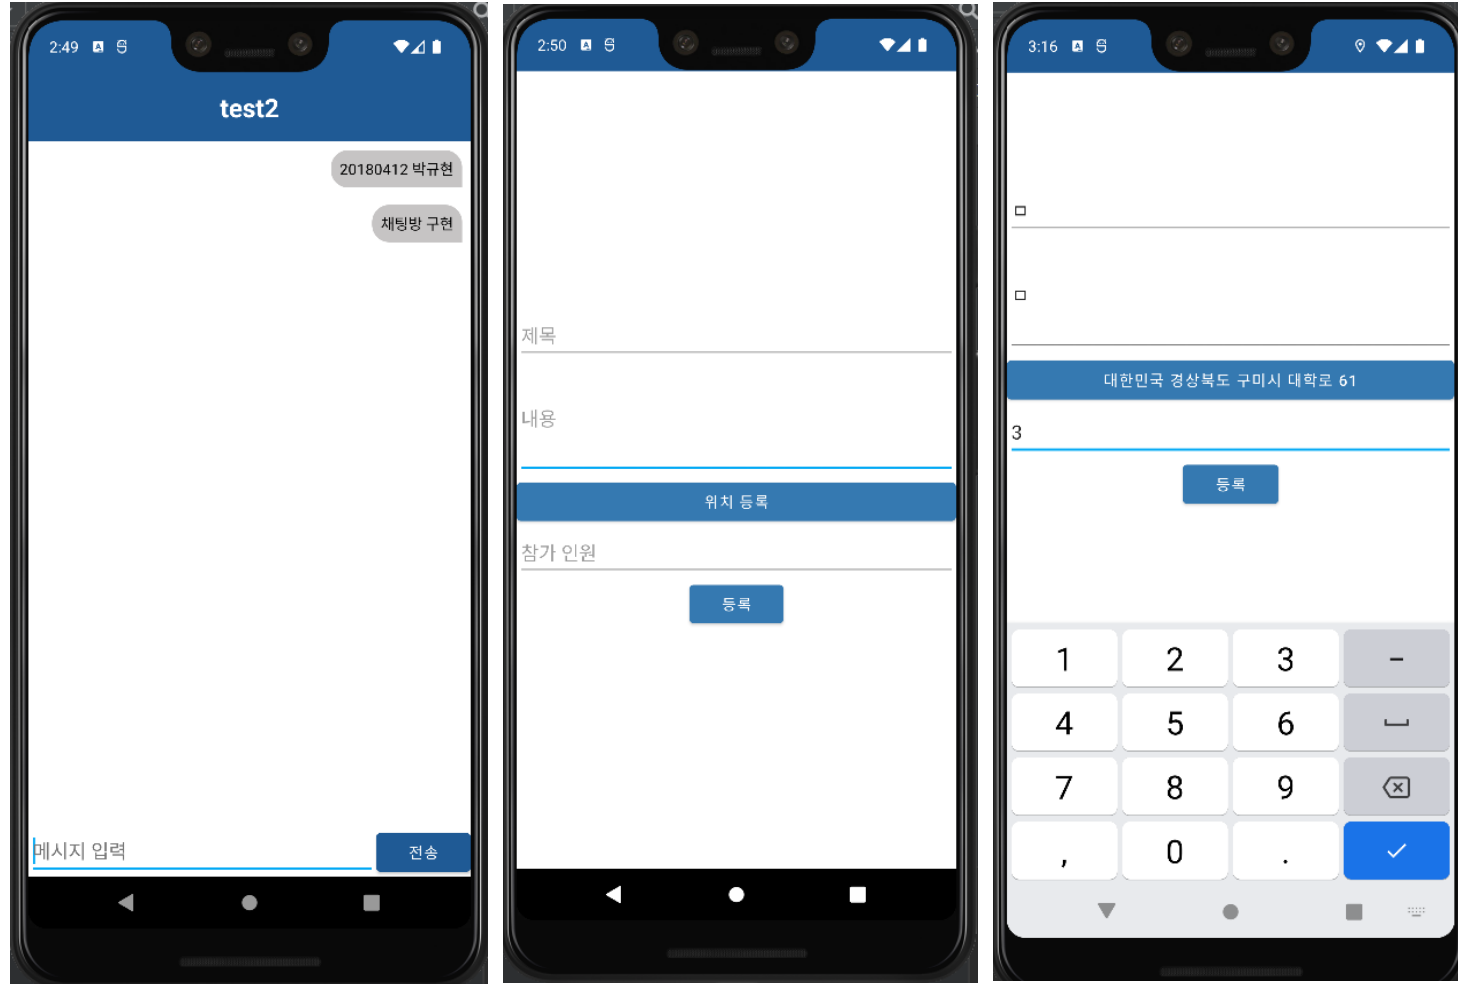 2:49
test2
20180412 박규현
채팅방 구현
메시지 입력
전송
2:50
제목
내용
위치 등록
참가 인원
등록
3:16
ㅁ
ㅁ
대한민국 경상북도 구미시 대학로 61
3
등록
1 2 3 -
4 5 6
7 8 9
, 0 .